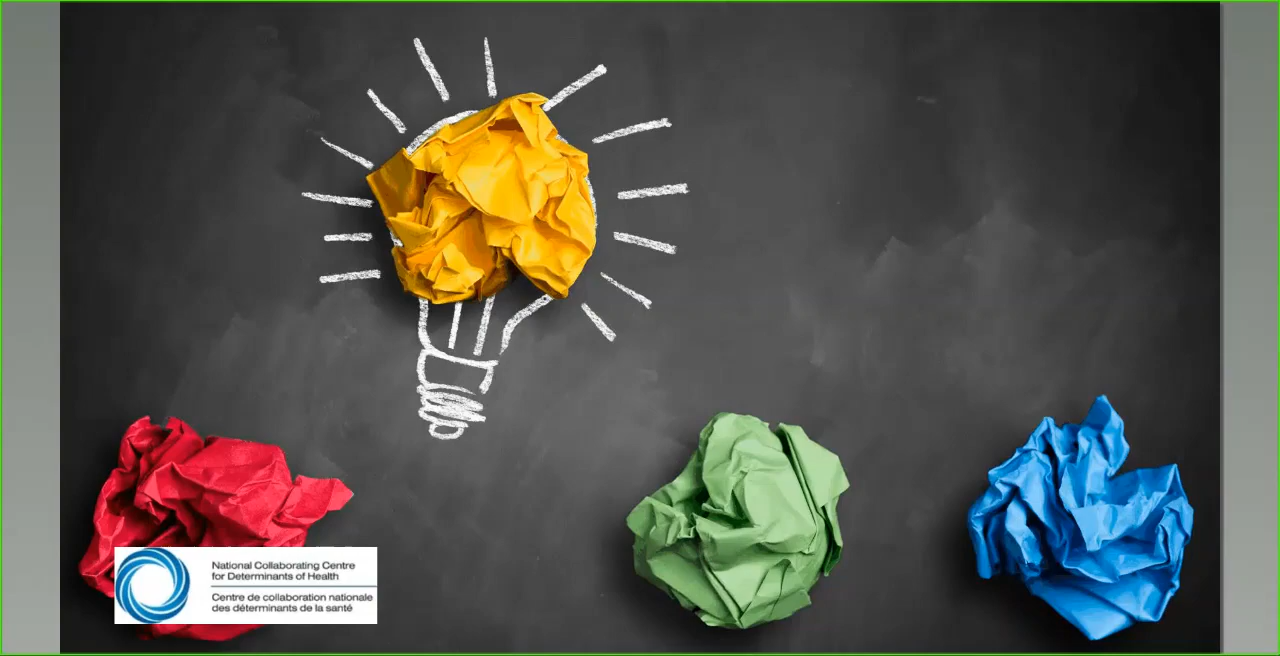 National Collaborating Centre
for Determinants of Health
Centre de collaboration nationale
des déterminants de la santé